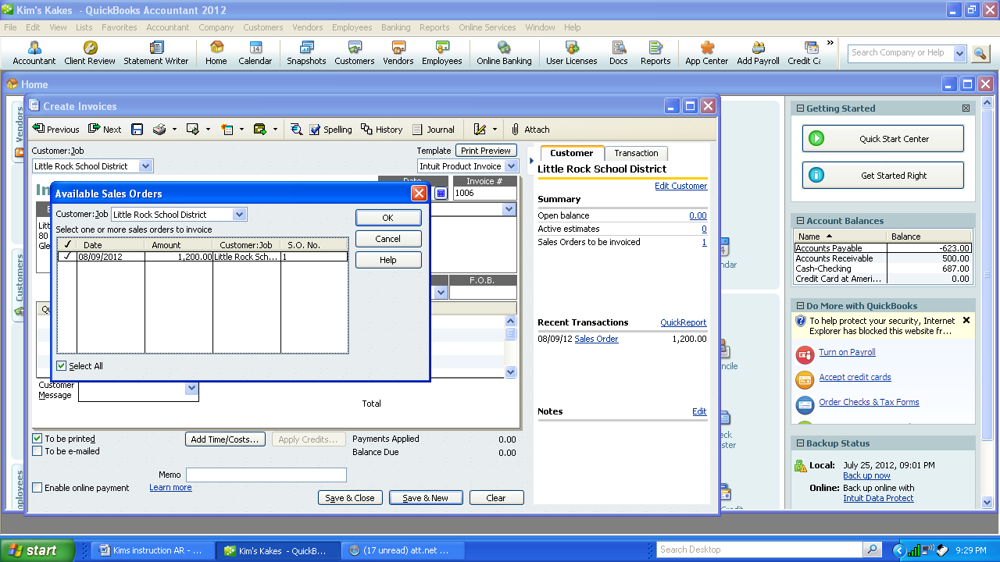 Kim's Kakes - QuickBooks Accountant 2012
File Edit View Lists Favorites Accountant Company Customers Vendors Employees Banking Reports Online Services Window Help
Accountant Client Review Statement Writer Home Calendar Snapshots Customers Vendors Employees Online Banking User Licenses Docs Reports App Center Add Payroll Credit Ca
Search Company or Help
Home
Vendors
Customers
Create Invoices
Previous Next Spelling History Journal Attach
Customer:Job
Little Rock School District
Template Print Preview
Intuit Product Invoice
Date Invoice #
1006
F.O.B.
Available Sales Orders
Customer:Job Little Rock School District
Select one or more sales orders to invoice
✓ Date Amount Customer:Job S.O. No.
✓ 08/09/2012 1,200.00 Little Rock Sch... 1
Select All
OK
Cancel
Help
Customer
Message
Total
To be printed
To be e-mailed
Add Time/Costs... Apply Credits...
Payments Applied 0.00
Balance Due 0.00
Memo
Enable online payment Learn more
Save & Close Save & New Clear
Customer Transaction
Little Rock School District
Edit Customer
Summary
Open balance 0.00
Active estimates 0
Sales Orders to be invoiced 1
Recent Transactions QuickReport
08/09/12 Sales Order 1,200.00
Notes Edit
Getting Started
Quick Start Center
Get Started Right
Account Balances
Name Balance
Accounts Payable -623.00
Accounts Receivable 500.00
Cash-Checking 687.00
Credit Card at Ameri... 0.00
Do More with QuickBooks
To help protect your security, Internet
Explorer has blocked this website fr...
Turn on Payroll
Accept credit cards
Order Checks & Tax Forms
Backup Status
Local: July 25, 2012, 09:01 PM
Back up now
Online: Back up online with
Intuit Data Protect
start Kims instruction AR - ... Kim's Kakes - QuickB... (17 unread) att.net ... Search Desktop 9:29 PM